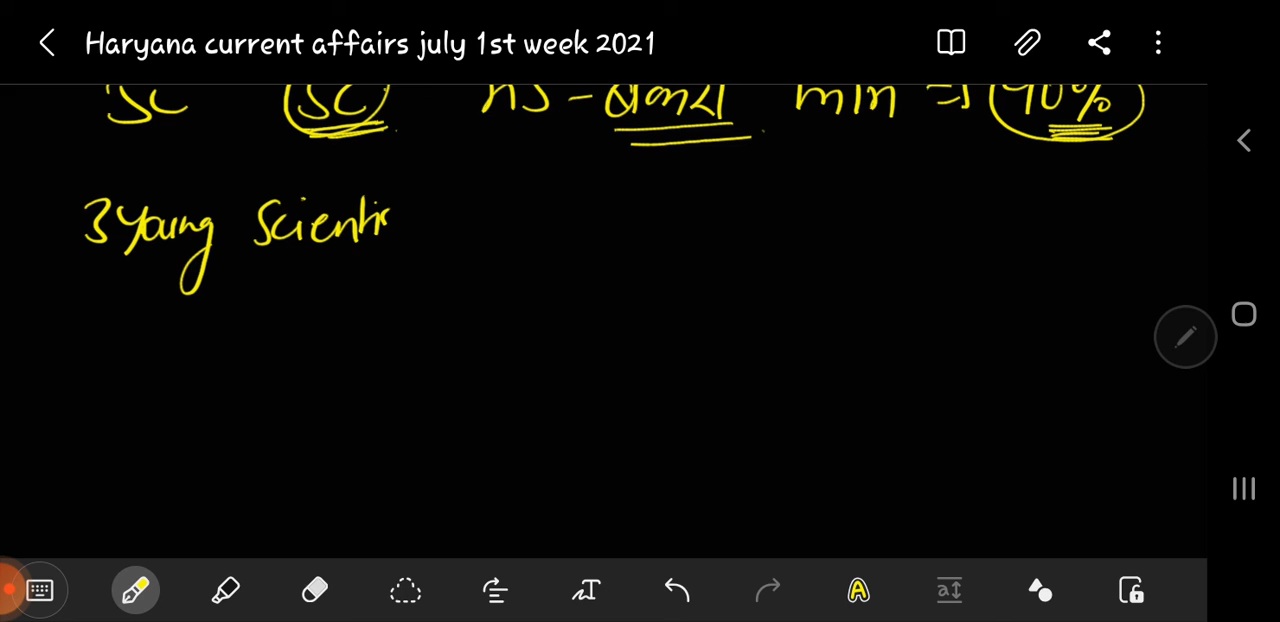 Haryana current affairs july 1st week 2021
SC (SC) min ⇒ 90%
3 Young Scientis